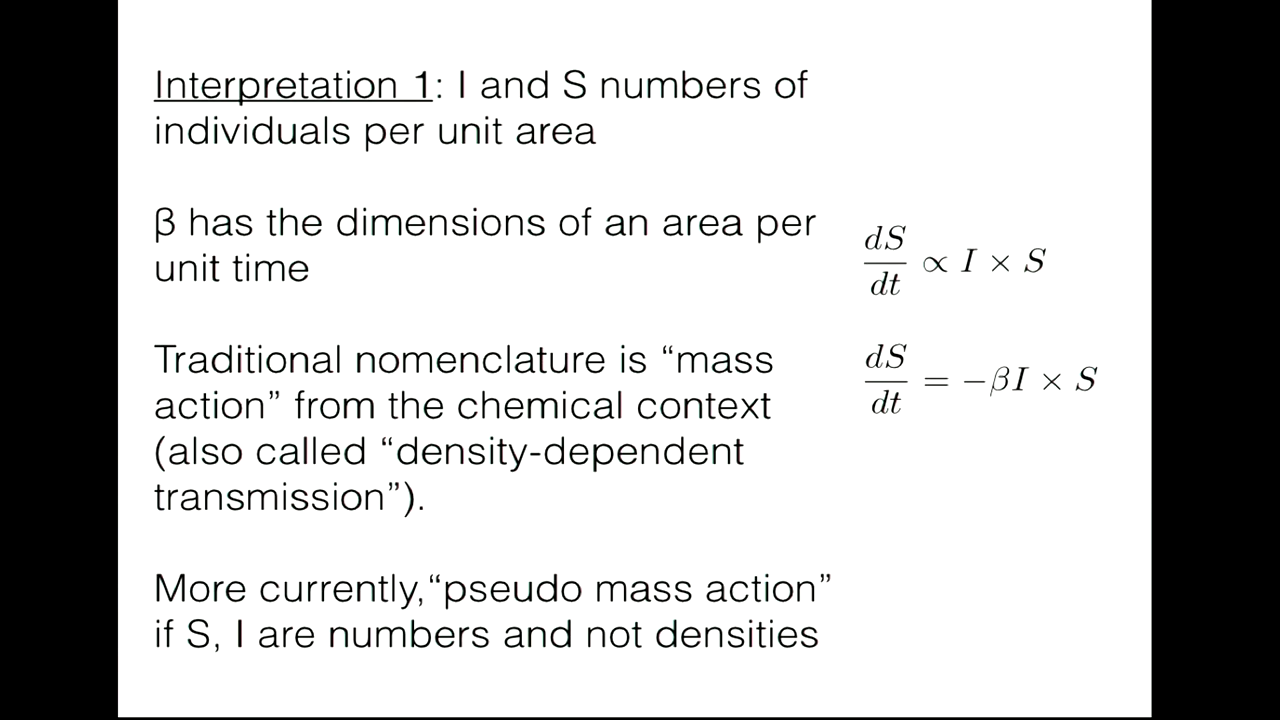 Interpretation 1: I and S numbers of
individuals per unit area
β has the dimensions of an area per
unit time
Traditional nomenclature is “mass
action” from the chemical context
(also called “density-dependent
transmission”).
More currently,“pseudo mass action”
if S, I are numbers and not densities
dS/dt ∝ I × S
dS/dt = −βI × S